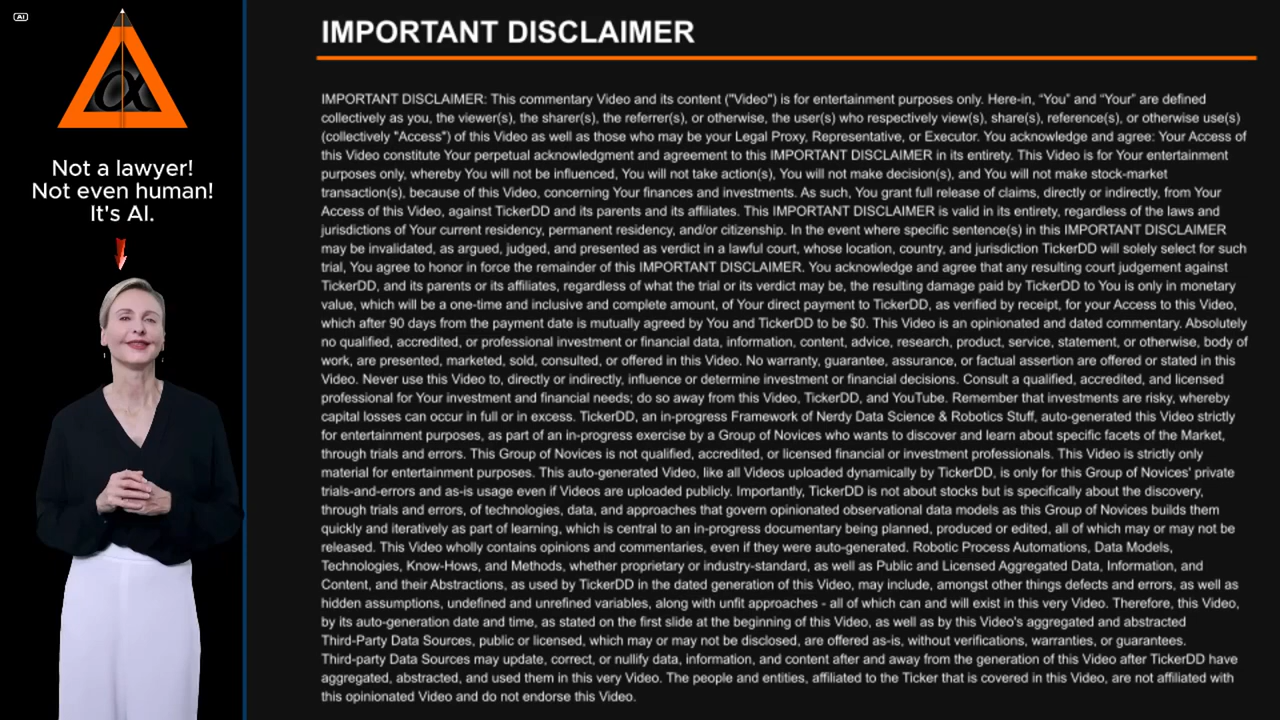 AI
IMPORTANT DISCLAIMER
α
Not a lawyer!
Not even human!
It's AI.
IMPORTANT DISCLAIMER: This commentary Video and its content ("Video") is for entertainment purposes only. Here-in, “You” and “Your” are defined
collectively as you, the viewer(s), the sharer(s), the referrer(s), or otherwise, the user(s) who respectively view(s), share(s), reference(s), or otherwise use(s)
(collectively "Access") of this Video as well as those who may be your Legal Proxy, Representative, or Executor. You acknowledge and agree: Your Access of
this Video constitute Your perpetual acknowledgment and agreement to this IMPORTANT DISCLAIMER in its entirety. This Video is for Your entertainment
purposes only, whereby You will not be influenced, You will not take action(s), You will not make decision(s), and You will not make stock-market
transaction(s), because of this Video, concerning Your finances and investments. As such, You grant full release of claims, directly or indirectly, from Your
Access of this Video, against TickerDD and its parents and its affiliates. This IMPORTANT DISCLAIMER is valid in its entirety, regardless of the laws and
jurisdictions of Your current residency, permanent residency, and/or citizenship. In the event where specific sentence(s) in this IMPORTANT DISCLAIMER
may be invalidated, as argued, judged, and presented as verdict in a lawful court, whose location, country, and jurisdiction TickerDD will solely select for such
trial, You agree to honor in force the remainder of this IMPORTANT DISCLAIMER. You acknowledge and agree that any resulting court judgement against
TickerDD, and its parents or its affiliates, regardless of what the trial or its verdict may be, the resulting damage paid by TickerDD to You is only in monetary
value, which will be a one-time and inclusive and complete amount, of Your direct payment to TickerDD, as verified by receipt, for your Access to this Video,
which after 90 days from the payment date is mutually agreed by You and TickerDD to be $0. This Video is an opinionated and dated commentary. Absolutely
no qualified, accredited, or professional investment or financial data, information, content, advice, research, product, service, statement, or otherwise, body of
work, are presented, marketed, sold, consulted, or offered in this Video. No warranty, guarantee, assurance, or factual assertion are offered or stated in this
Video. Never use this Video to, directly or indirectly, influence or determine investment or financial decisions. Consult a qualified, accredited, and licensed
professional for Your investment and financial needs; do so away from this Video, TickerDD, and YouTube. Remember that investments are risky, whereby
capital losses can occur in full or in excess. TickerDD, an in-progress Framework of Nerdy Data Science & Robotics Stuff, auto-generated this Video strictly
for entertainment purposes, as part of an in-progress exercise by a Group of Novices who wants to discover and learn about specific facets of the Market,
through trials and errors. This Group of Novices is not qualified, accredited, or licensed financial or investment professionals. This Video is strictly only
material for entertainment purposes. This auto-generated Video, like all Videos uploaded dynamically by TickerDD, is only for this Group of Novices' private
trials-and-errors and as-is usage even if Videos are uploaded publicly. Importantly, TickerDD is not about stocks but is specifically about the discovery,
through trials and errors, of technologies, data, and approaches that govern opinionated observational data models as this Group of Novices builds them
quickly and iteratively as part of learning, which is central to an in-progress documentary being planned, produced or edited, all of which may or may not be
released. This Video wholly contains opinions and commentaries, even if they were auto-generated. Robotic Process Automations, Data Models,
Technologies, Know-Hows, and Methods, whether proprietary or industry-standard, as well as Public and Licensed Aggregated Data, Information, and
Content, and their Abstractions, as used by TickerDD in the dated generation of this Video, may include, amongst other things defects and errors, as well as
hidden assumptions, undefined and unrefined variables, along with unfit approaches - all of which can and will exist in this very Video. Therefore, this Video,
by its auto-generation date and time, as stated on the first slide at the beginning of this Video, as well as by this Video's aggregated and abstracted
Third-Party Data Sources, public or licensed, which may or may not be disclosed, are offered as-is, without verifications, warranties, or guarantees.
Third-party Data Sources may update, correct, or nullify data, information, and content after and away from the generation of this Video after TickerDD have
aggregated, abstracted, and used them in this very Video. The people and entities, affiliated to the Ticker that is covered in this Video, are not affiliated with
this opinionated Video and do not endorse this Video.